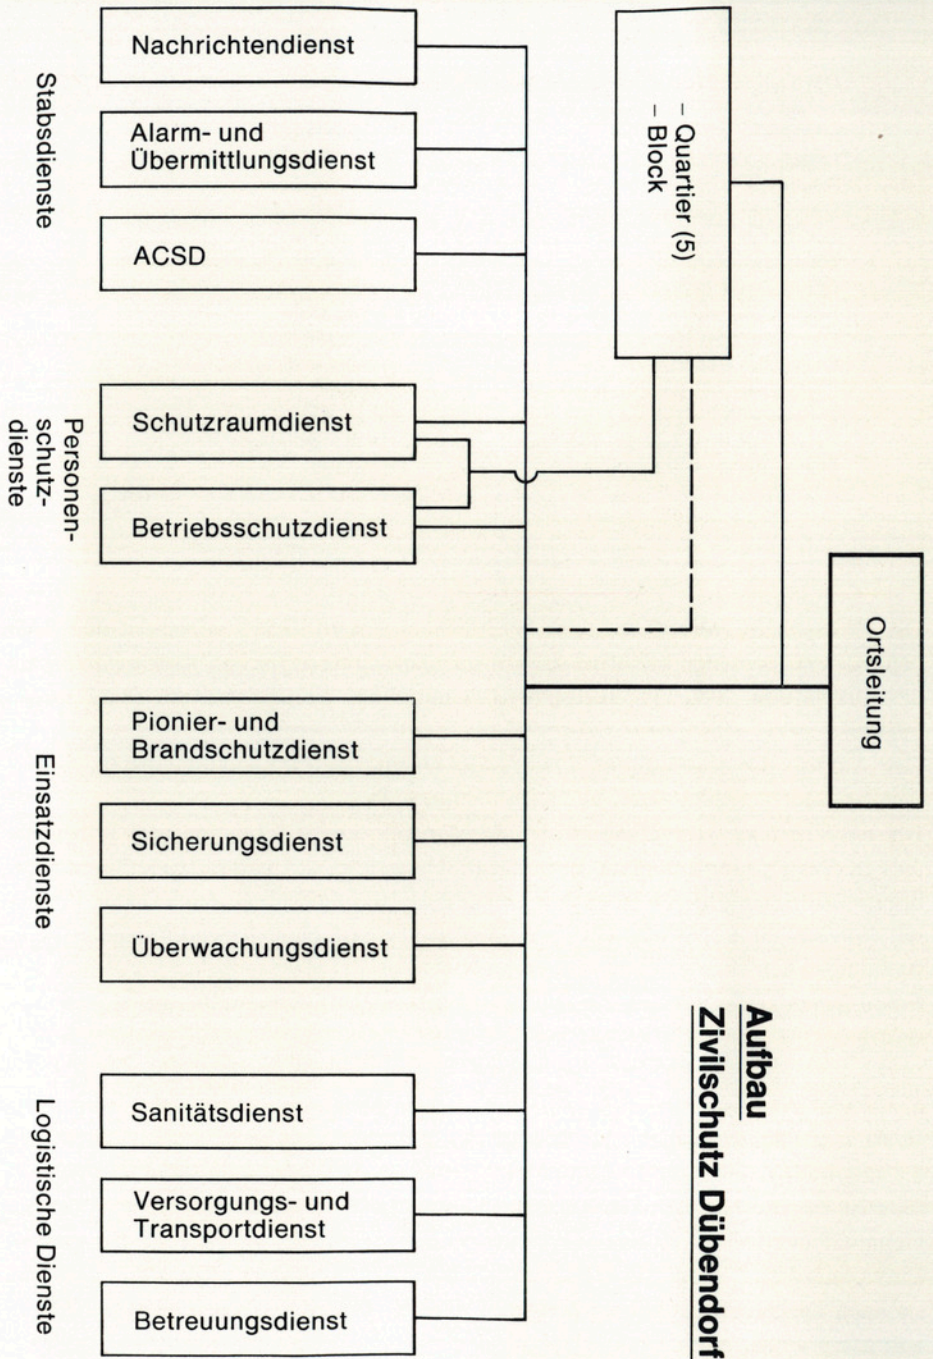 Aufbau
Zivilschutz Dübendorf
Ortsleitung
– Quartier (5)
– Block
Stabsdienste
Nachrichtendienst
Alarm- und
Übermittlungsdienst
ACSD
Personen-
schutz-
dienste
Schutzraumdienst
Betriebsschutzdienst
Einsatzdienste
Pionier- und
Brandschutzdienst
Sicherungsdienst
Überwachungsdienst
Logistische Dienste
Sanitätsdienst
Versorgungs- und
Transportdienst
Betreuungsdienst